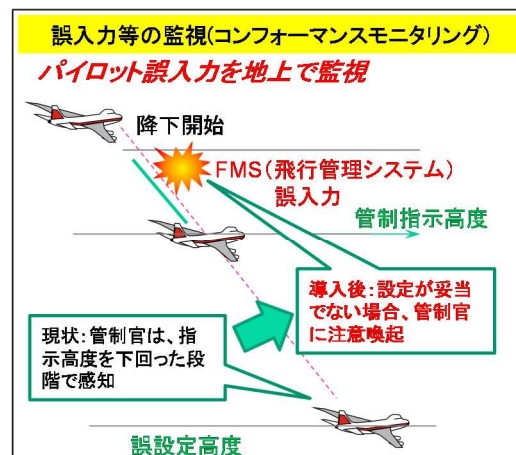 誤入力等の監視(コンフォーマンスモニタリング)
パイロット誤入力を地上で監視
降下開始
FMS(飛行管理システム)
誤入力
管制指示高度
導入後:設定が妥当
でない場合、管制官
に注意喚起
現状:管制官は、指
示高度を下回った段
階で感知
誤設定高度